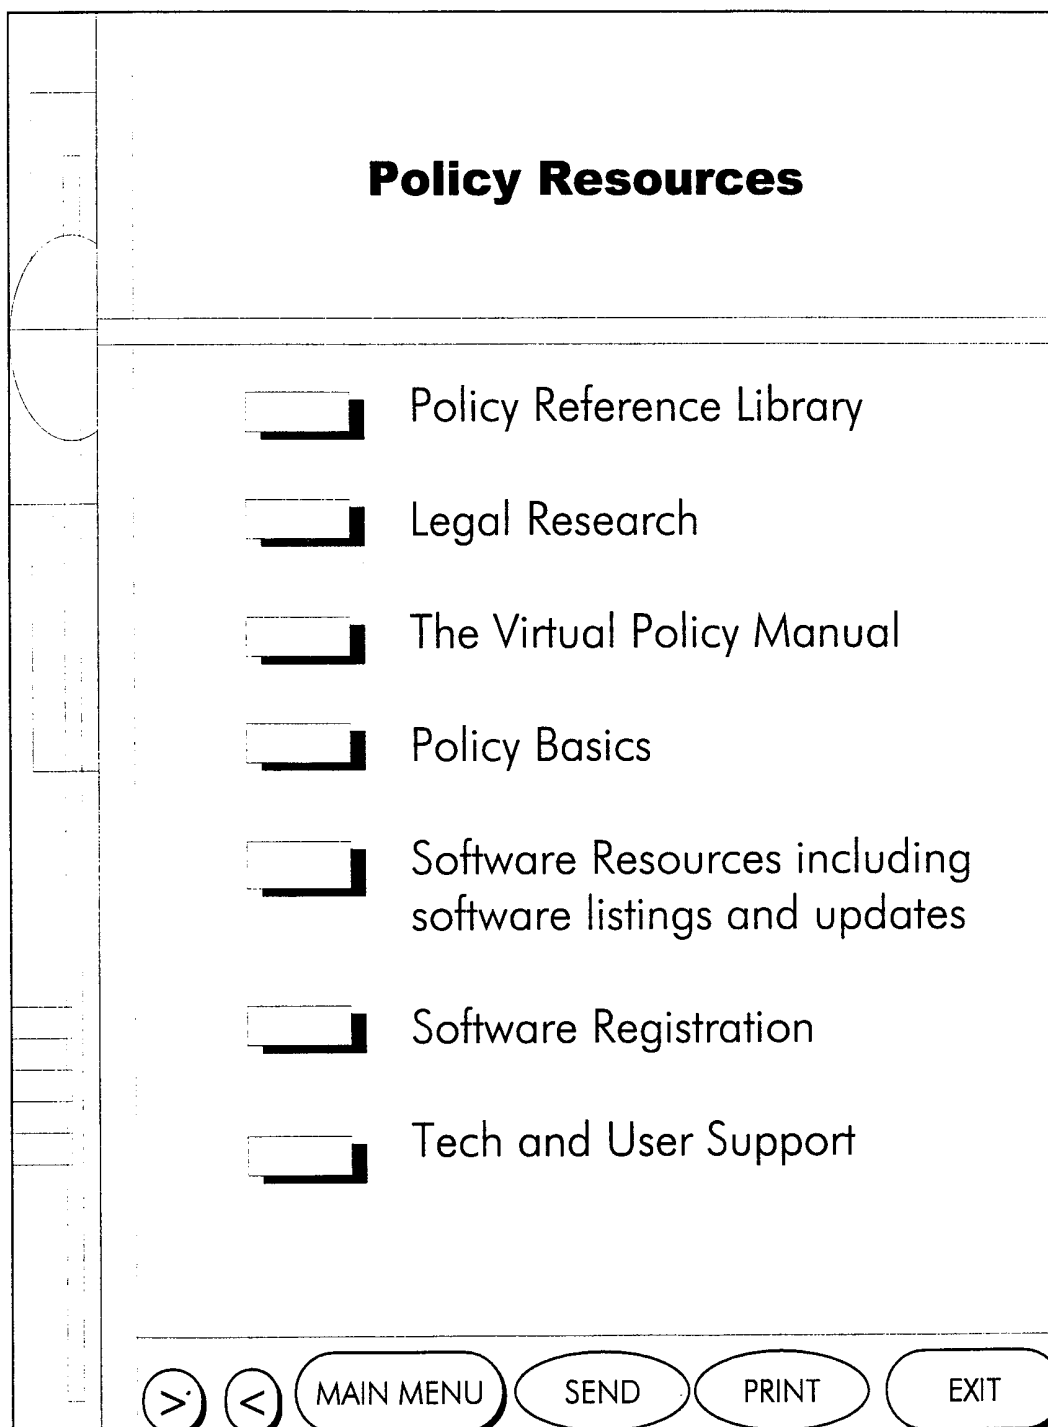 Policy Resources
Policy Reference Library
Legal Research
The Virtual Policy Manual
Policy Basics
Software Resources including
software listings and updates
Software Registration
Tech and User Support
> < MAIN MENU SEND PRINT EXIT